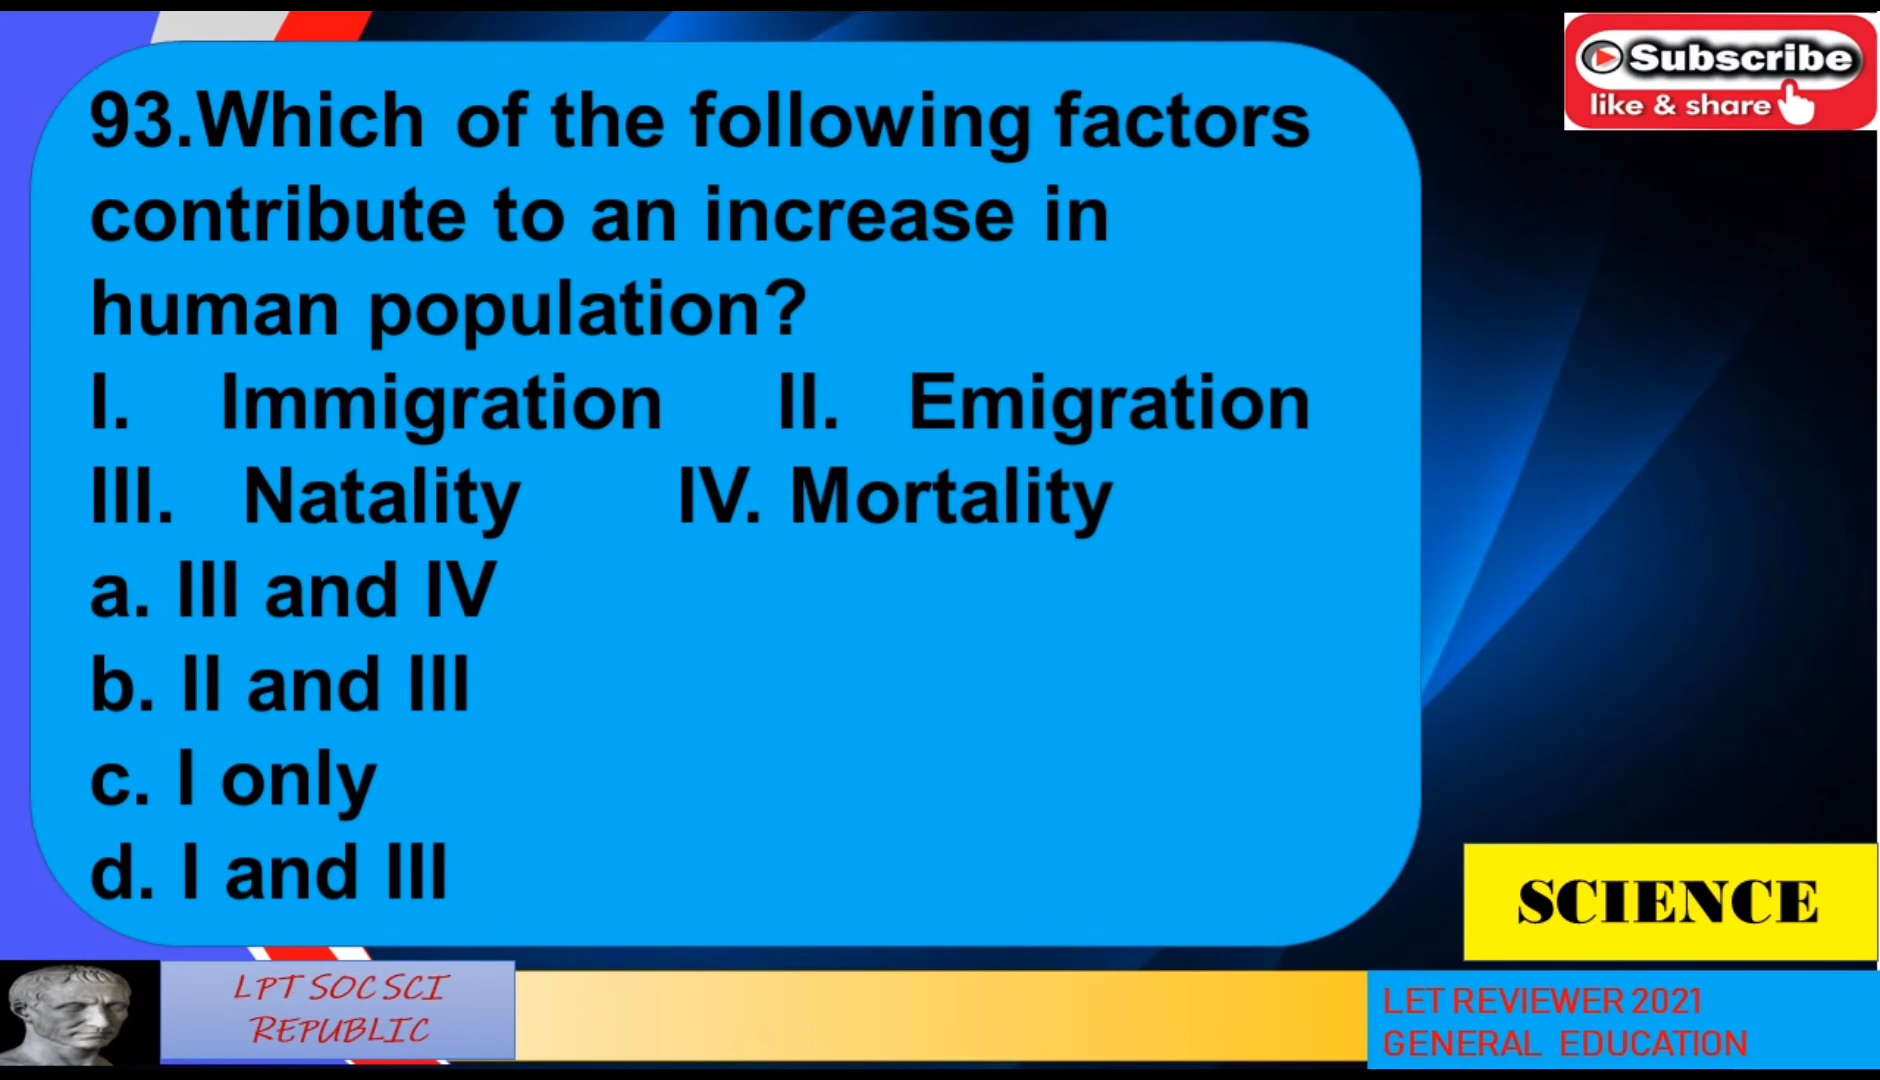 Subscribe
like & share
93.Which of the following factors
contribute to an increase in
human population?
I. Immigration II. Emigration
III. Natality IV. Mortality
a. III and IV
b. II and III
c. I only
d. I and III
SCIENCE
LPT SOC SCI
REPUBLIC
LET REVIEWER 2021
GENERAL EDUCATION